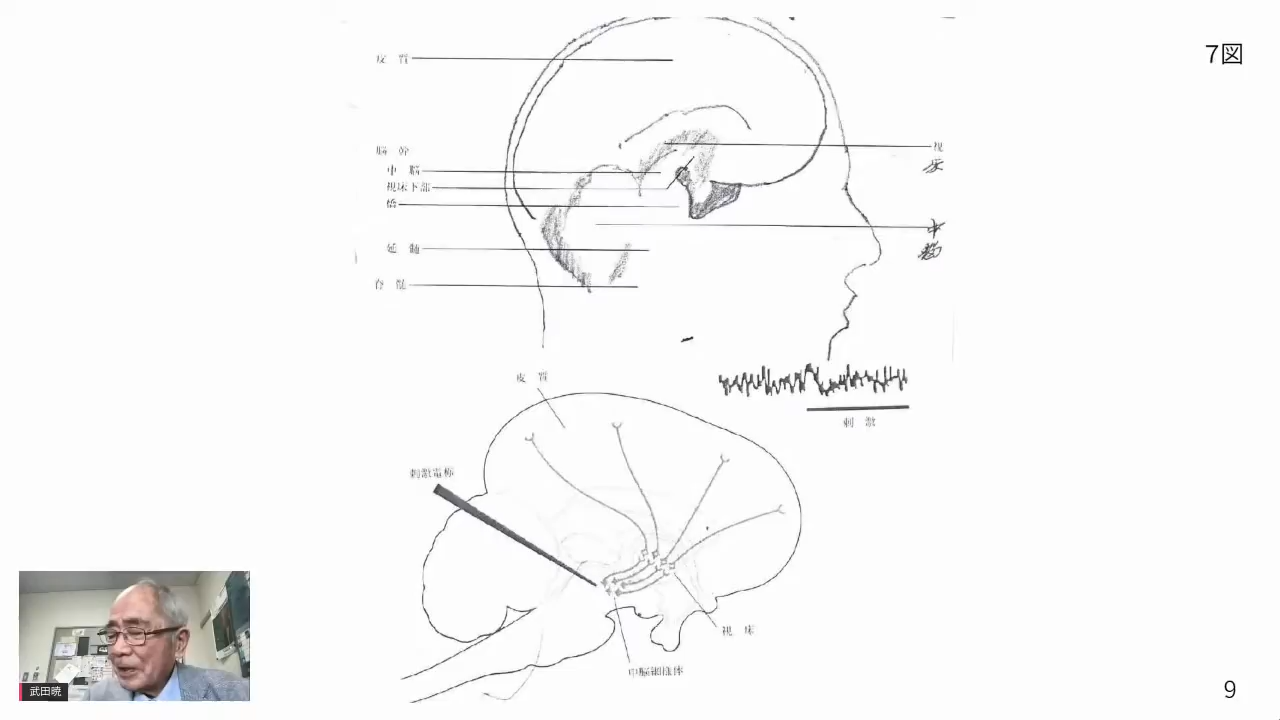 7図
皮 質
脳 幹
中 脳
視床下部
橋
延 髄
脊 髄
視
床
中
脳
皮 質
刺 激
刺激電極
視 床
中脳網様体
武田暁
9